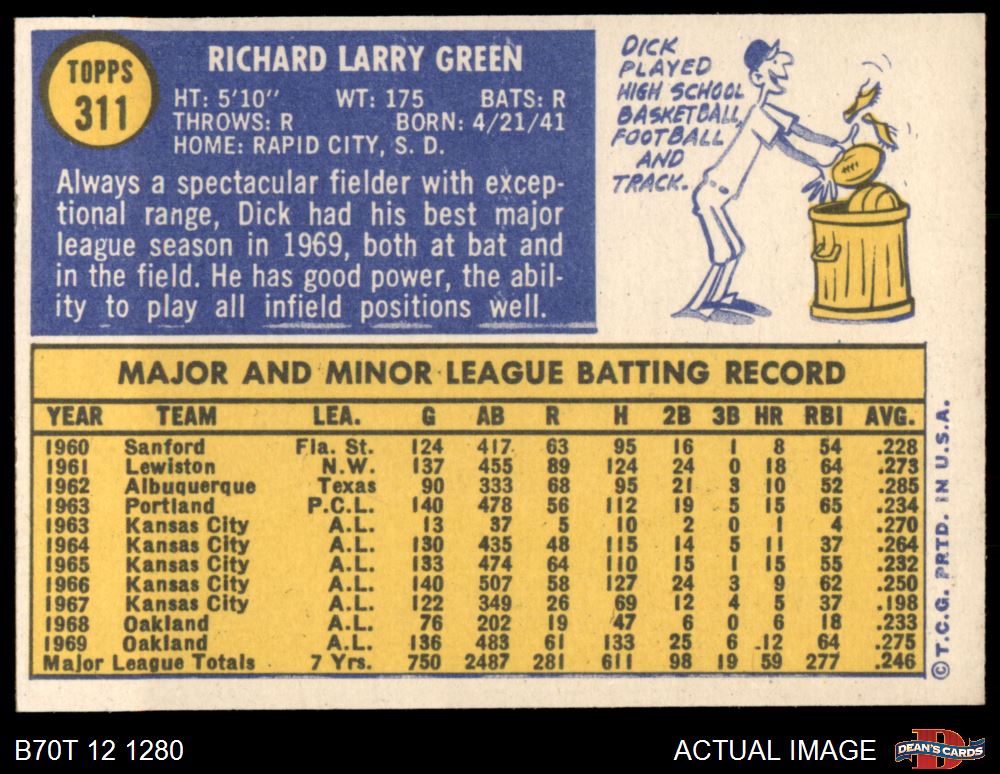 TOPPS
311
RICHARD LARRY GREEN
HT: 5'10" WT: 175 BATS: R
THROWS: R BORN: 4/21/41
HOME: RAPID CITY, S. D.
Always a spectacular fielder with excep-
tional range, Dick had his best major
league season in 1969, both at bat and
in the field. He has good power, the abil-
ity to play all infield positions well.
DICK
PLAYED
HIGH SCHOOL
BASKETBALL,
FOOTBALL
AND
TRACK.
MAJOR AND MINOR LEAGUE BATTING RECORD
YEAR TEAM LEA. G AB R H 2B 3B HR RBI AVG.
1960 Sanford Fla. St. 124 417 63 95 16 1 8 54 .228
1961 Lewiston N.W. 137 455 89 124 24 0 18 64 .273
1962 Albuquerque Texas 90 333 68 95 21 3 10 52 .285
1963 Portland P.C.L. 140 478 56 112 19 5 15 65 .234
1963 Kansas City A.L. 13 37 5 10 2 0 1 4 .270
1964 Kansas City A.L. 130 435 48 115 14 5 11 37 .264
1965 Kansas City A.L. 133 474 64 110 15 1 15 55 .232
1966 Kansas City A.L. 140 507 58 127 24 3 9 62 .250
1967 Kansas City A.L. 122 349 26 69 12 4 5 37 .198
1968 Oakland A.L. 76 202 19 47 6 0 6 18 .233
1969 Oakland A.L. 136 483 61 133 25 6 12 64 .275
Major League Totals 7 Yrs. 750 2487 281 611 98 19 59 277 .246
©T.C.G. PRTD. IN U.S.A.
B70T 12 1280
ACTUAL IMAGE
D
DEAN'S CARDS